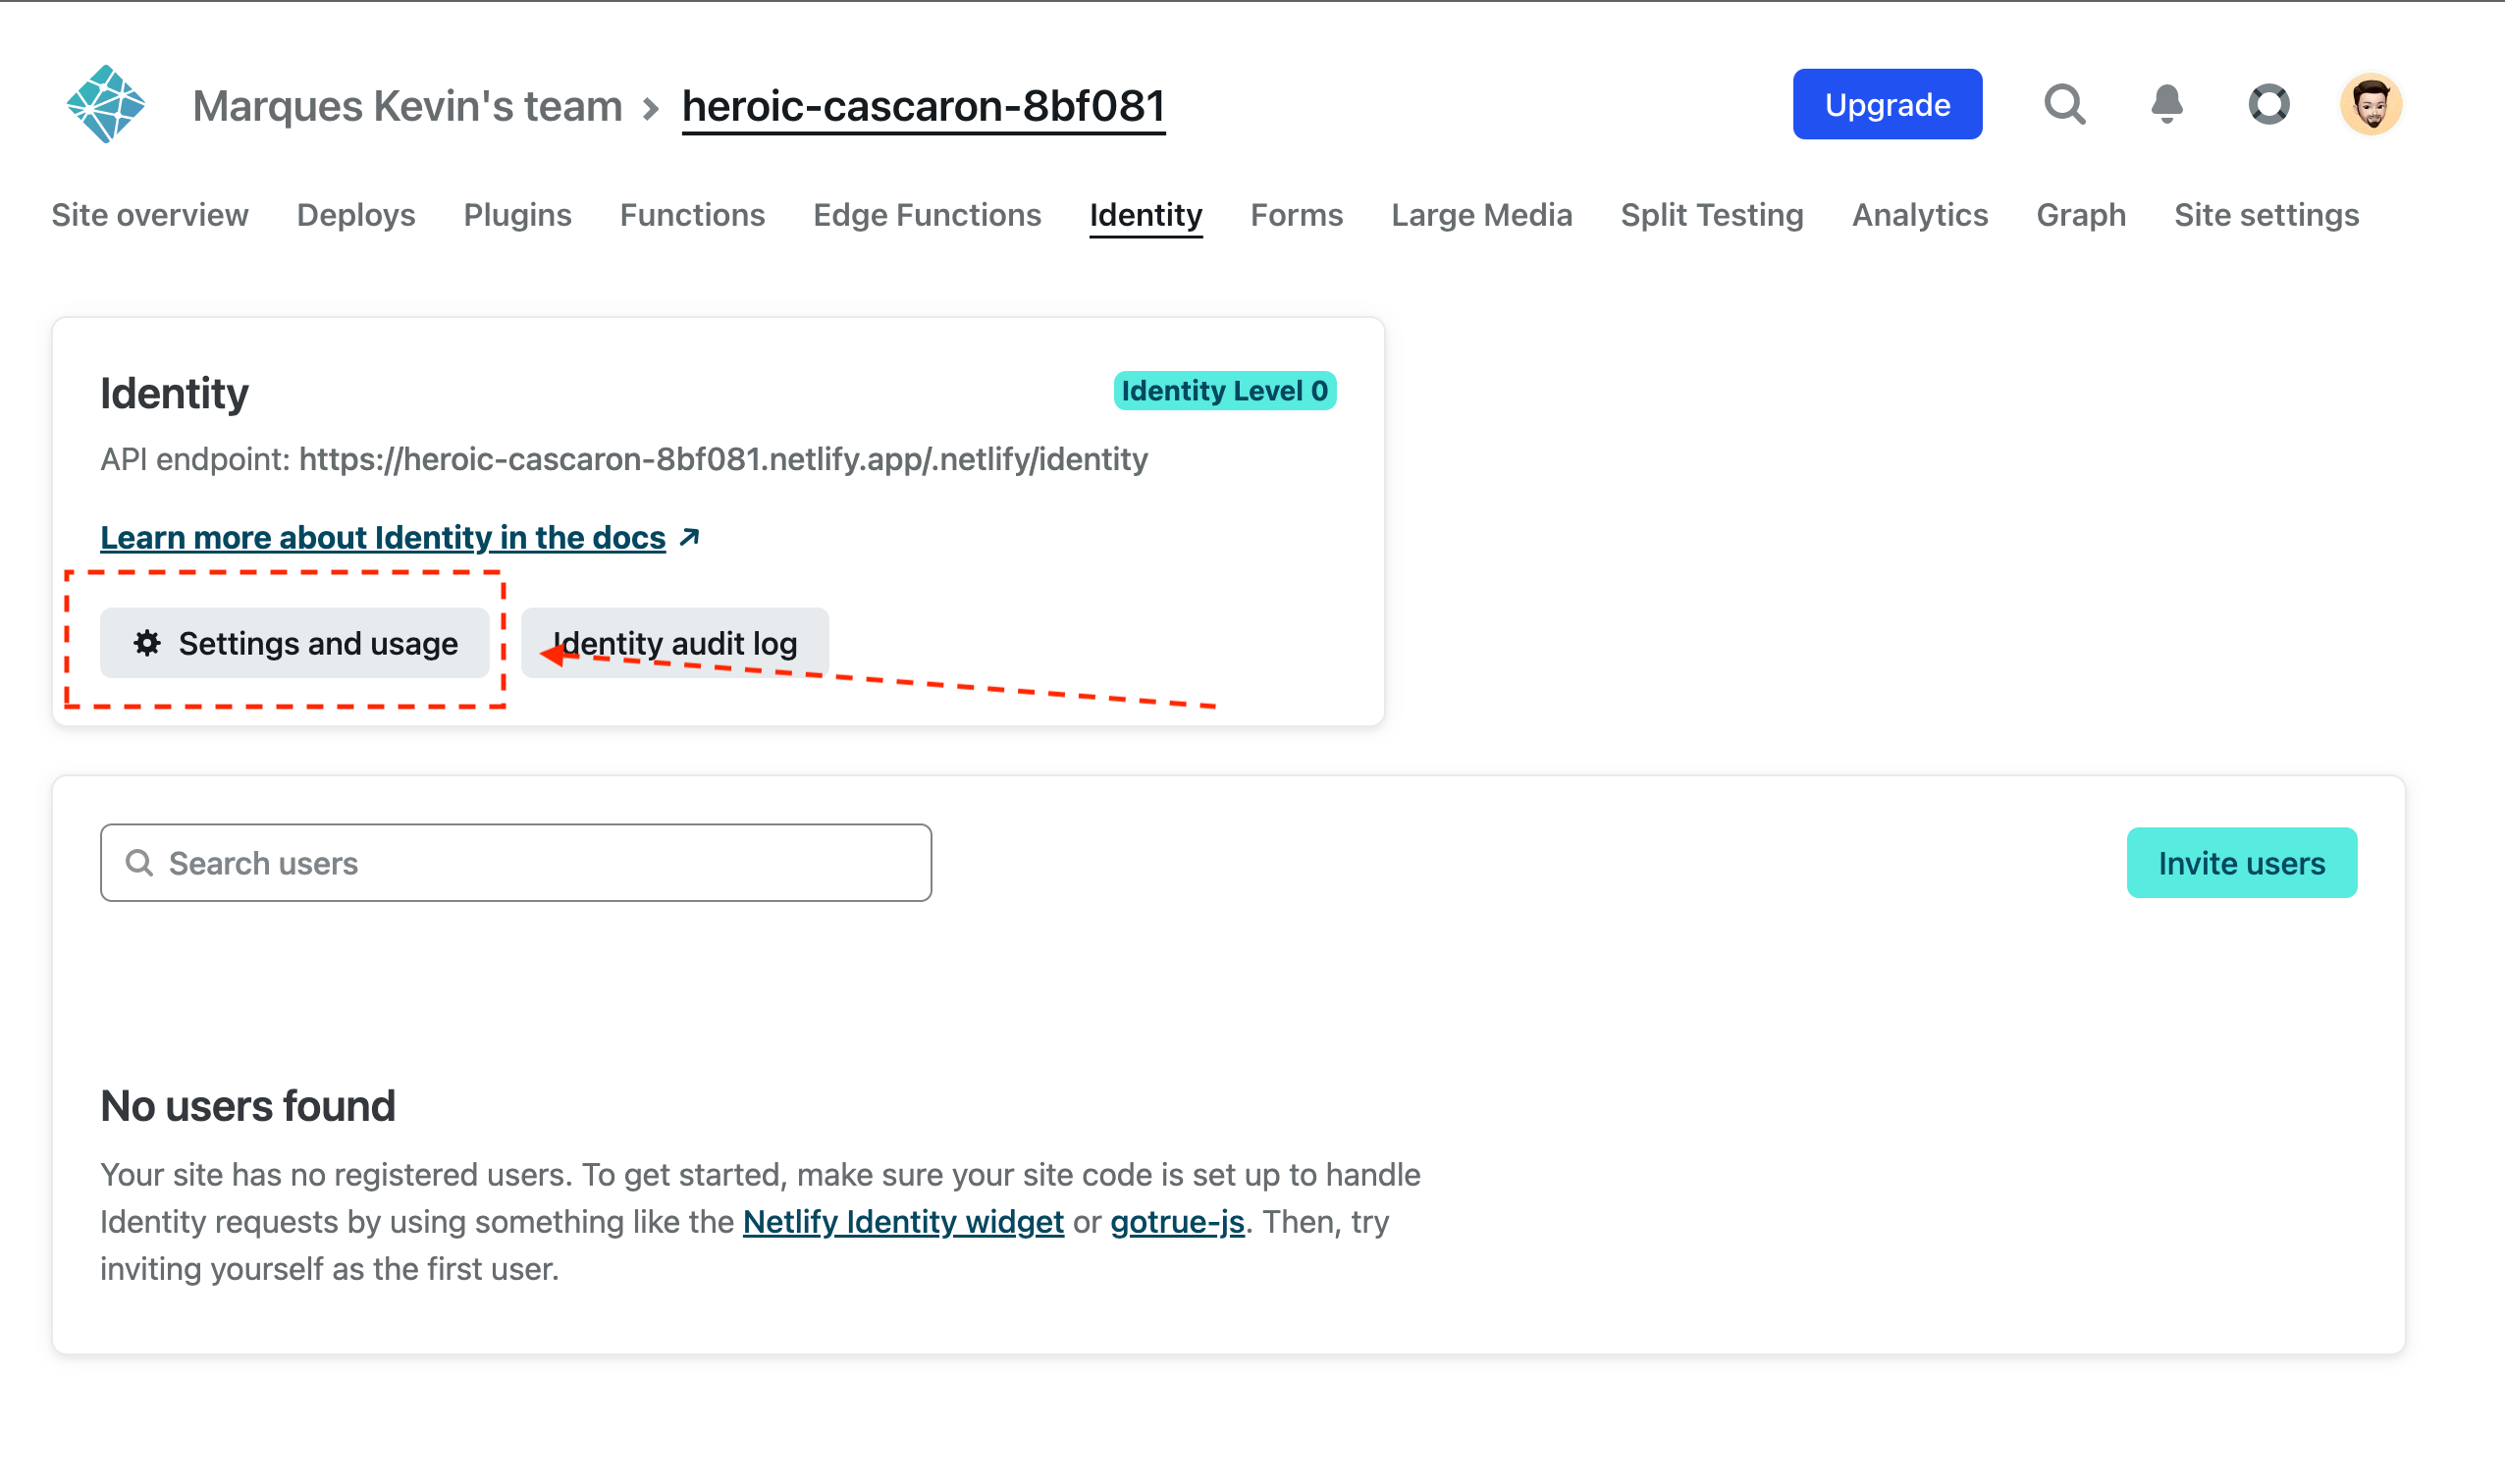 Marques Kevin's team > heroic-cascaron-8bf081
Upgrade
Site overview Deploys Plugins Functions Edge Functions Identity Forms Large Media Split Testing Analytics Graph Site settings
Identity
Identity Level 0
API endpoint: https://heroic-cascaron-8bf081.netlify.app/.netlify/identity
Learn more about Identity in the docs ↗
Settings and usage
Identity audit log
Search users
Invite users
No users found
Your site has no registered users. To get started, make sure your site code is set up to handle
Identity requests by using something like the Netlify Identity widget or gotrue-js. Then, try
inviting yourself as the first user.